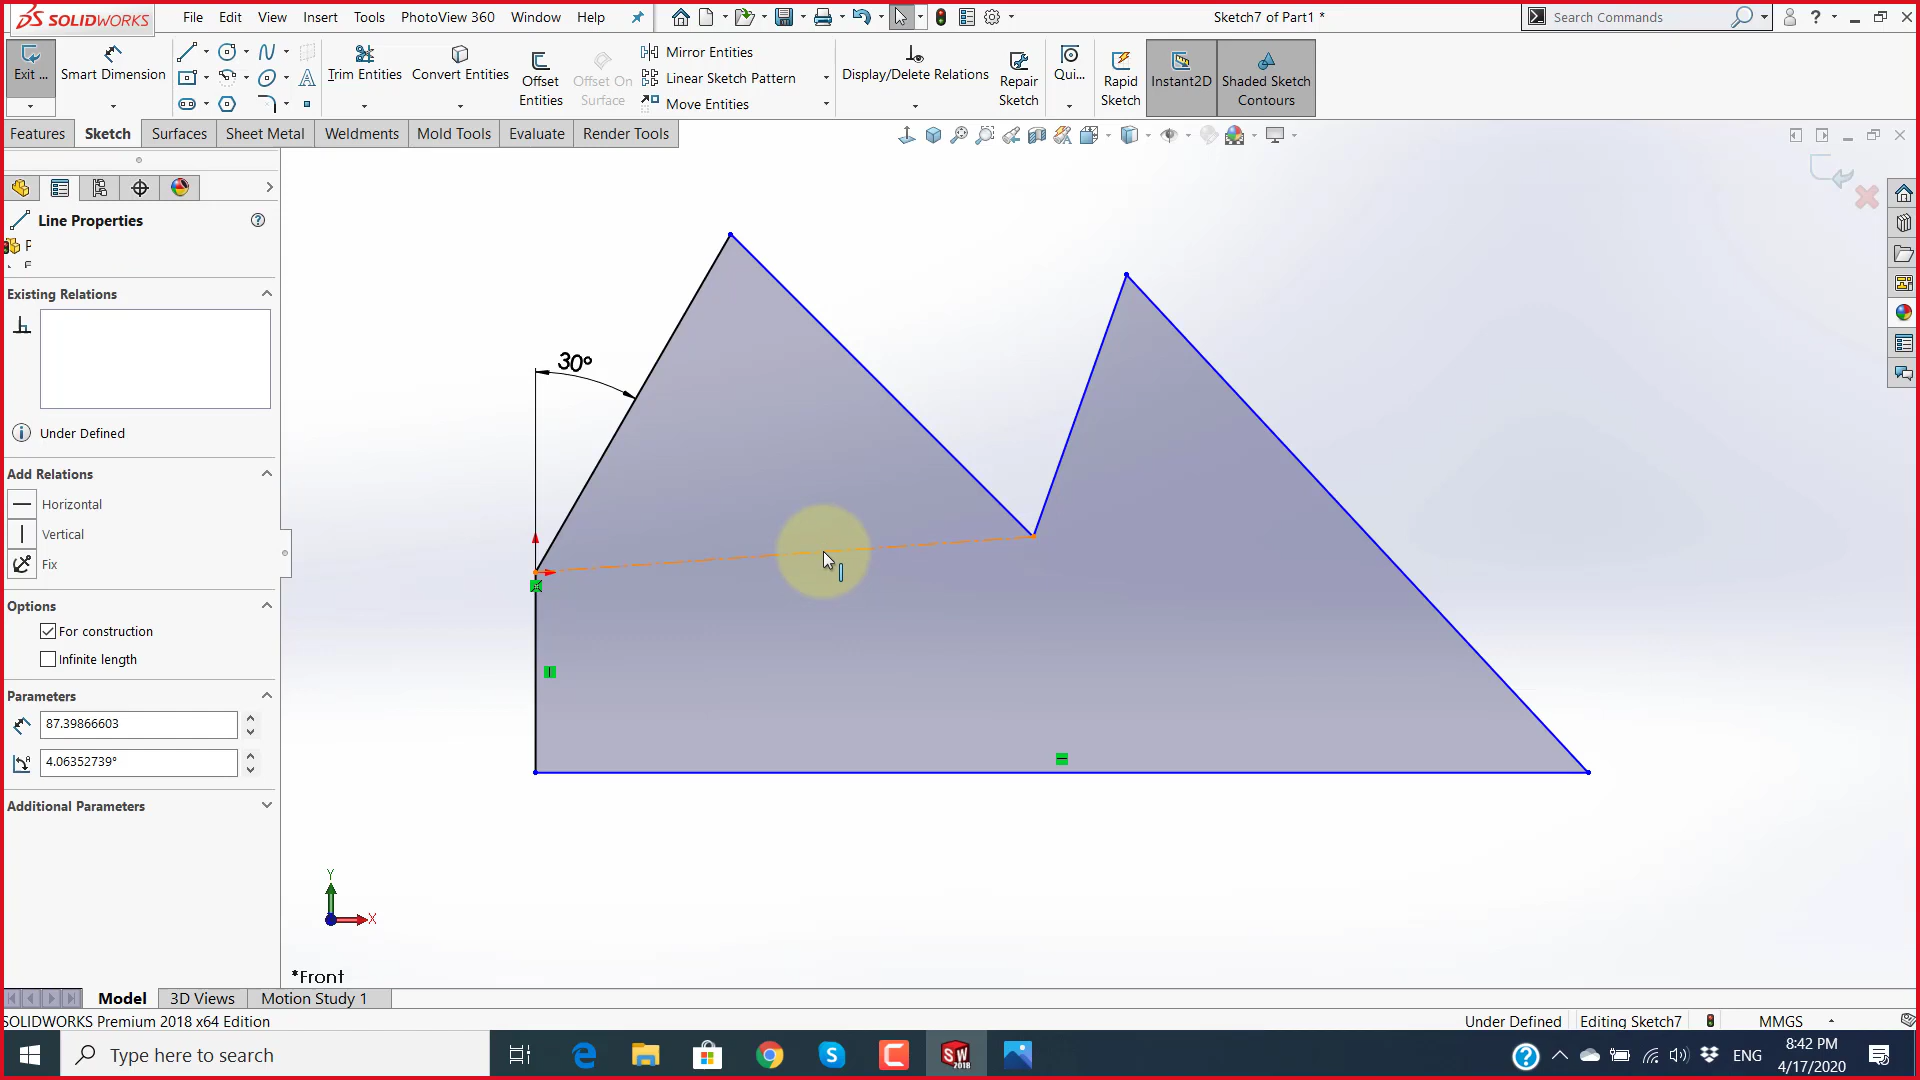 SOLIDWORKS
File Edit View Insert Tools PhotoView 360 Window Help
Sketch7 of Part1 *
Search Commands
Exit ...
Smart Dimension
Trim Entities
Convert Entities
Offset Entities
Offset On Surface
Mirror Entities
Linear Sketch Pattern
Move Entities
Display/Delete Relations
Repair Sketch
Qui...
Rapid Sketch
Instant2D
Shaded Sketch Contours
Features Sketch Surfaces Sheet Metal Weldments Mold Tools Evaluate Render Tools
Line Properties
Existing Relations
Under Defined
Add Relations
Horizontal
Vertical
Fix
Options
For construction
Infinite length
Parameters
87.39866603
4.06352739°
Additional Parameters
30°
Y
X
*Front
Model 3D Views Motion Study 1
SOLIDWORKS Premium 2018 x64 Edition
Under Defined Editing Sketch7 MMGS
Type here to search
SW
2018
ENG
8:42 PM
4/17/2020